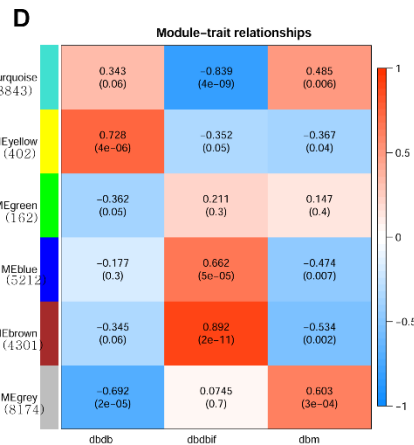 D
Module-trait relationships
urquoise
8843)
0.343
(0.06)
-0.839
(4e-09)
0.485
(0.006)
Eyellow
(402)
0.728
(4e-06)
-0.352
(0.05)
-0.367
(0.04)
MEgreen
(162)
-0.362
(0.05)
0.211
(0.3)
0.147
(0.4)
MEblue
(5212)
-0.177
(0.3)
0.662
(5e-05)
-0.474
(0.007)
Ebrown
(4301)
-0.345
(0.06)
0.892
(2e-11)
-0.534
(0.002)
MEgrey
(8174)
-0.692
(2e-05)
0.0745
(0.7)
0.603
(3e-04)
dbdb
dbdbif
dbm
1
0.5
0
-0.5
-1